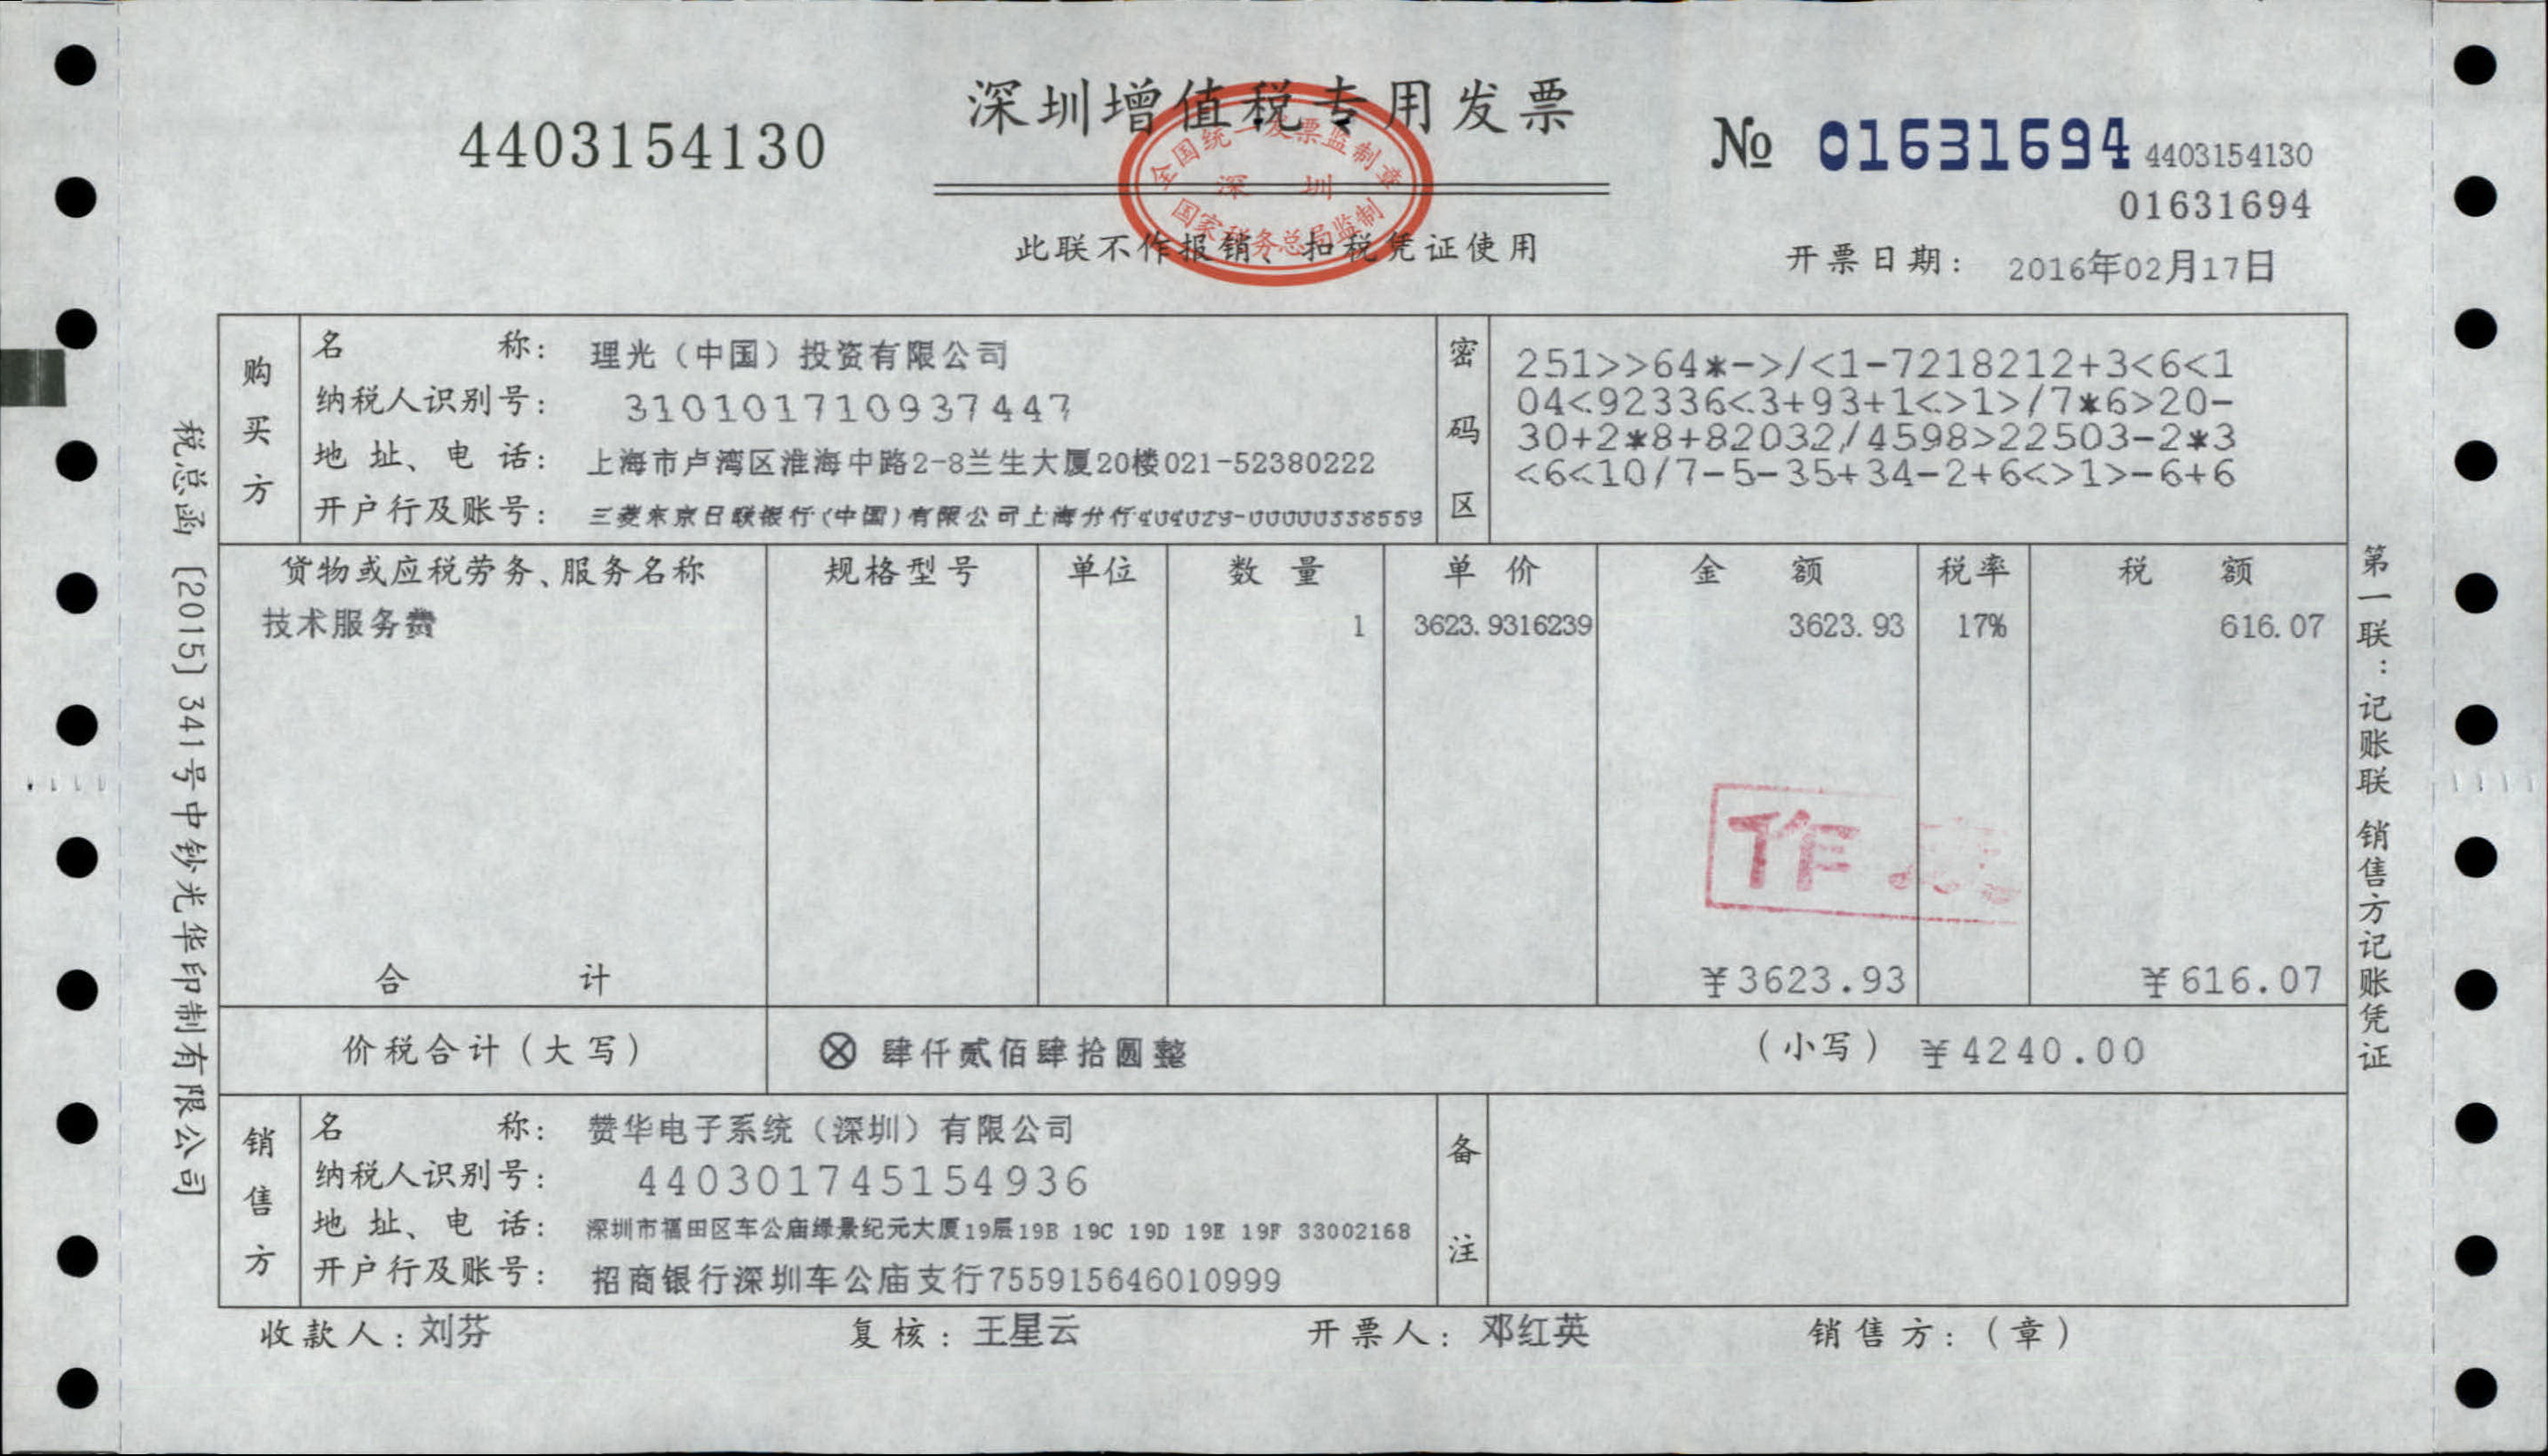 深圳增值税专用发票
4403154130
№ 01631694 4403154130
01631694
全国统一发票监制章
深 圳
国家税务总局监制
此联不作报销、扣税凭证使用
开票日期: 2016年02月17日
购买方
名 称: 理光(中国)投资有限公司
纳税人识别号: 310101710937447
地 址、电 话: 上海市卢湾区淮海中路2-8兰生大厦20楼021-52380222
开户行及账号: 三菱东京日联银行(中国)有限公司上海分行404029-00000338559
密码区
251>>64*->/<1-7218212+3<6<1
04<92336<3+93+1<>1>/7*6>20-
30+2*8+82032/4598>22503-2*3
<6<10/7-5-35+34-2+6<>1>-6+6
货物或应税劳务、服务名称 规格型号 单位 数 量 单 价 金 额 税率 税 额
技术服务费 1 3623.9316239 3623.93 17% 616.07
作
合 计 ¥3623.93 ¥616.07
价税合计(大写) ⊗ 肆仟贰佰肆拾圆整 (小写) ¥4240.00
销售方
名 称: 赞华电子系统(深圳)有限公司
纳税人识别号: 440301745154936
地 址、电 话: 深圳市福田区车公庙绿景纪元大厦19层19B 19C 19D 19E 19F 33002168
开户行及账号: 招商银行深圳车公庙支行755915646010999
备注
收款人: 刘芬 复核: 王星云 开票人: 邓红英 销售方:(章)
税总函〔2015〕341号中钞光华印制有限公司
第一联:记账联 销售方记账凭证